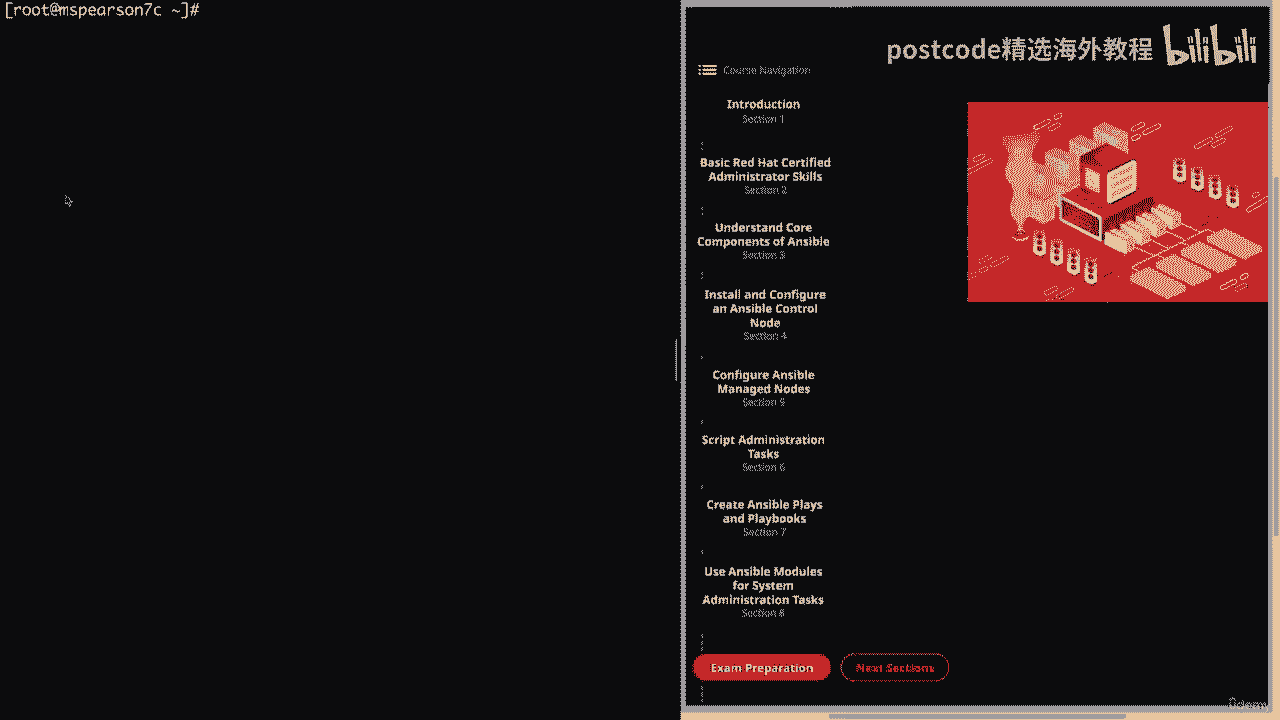 [root@mspearson7c ~]#
postcode精选海外教程 bilibili
Course Navigation
Introduction
Section 1
Basic Red Hat Certified
Administrator Skills
Section 2
Understand Core
Components of Ansible
Section 3
Install and Configure
an Ansible Control
Node
Section 4
Configure Ansible
Managed Nodes
Section 5
Script Administration
Tasks
Section 6
Create Ansible Plays
and Playbooks
Section 7
Use Ansible Modules
for System
Administration Tasks
Section 8
Exam Preparation
Next Sections
Udemy